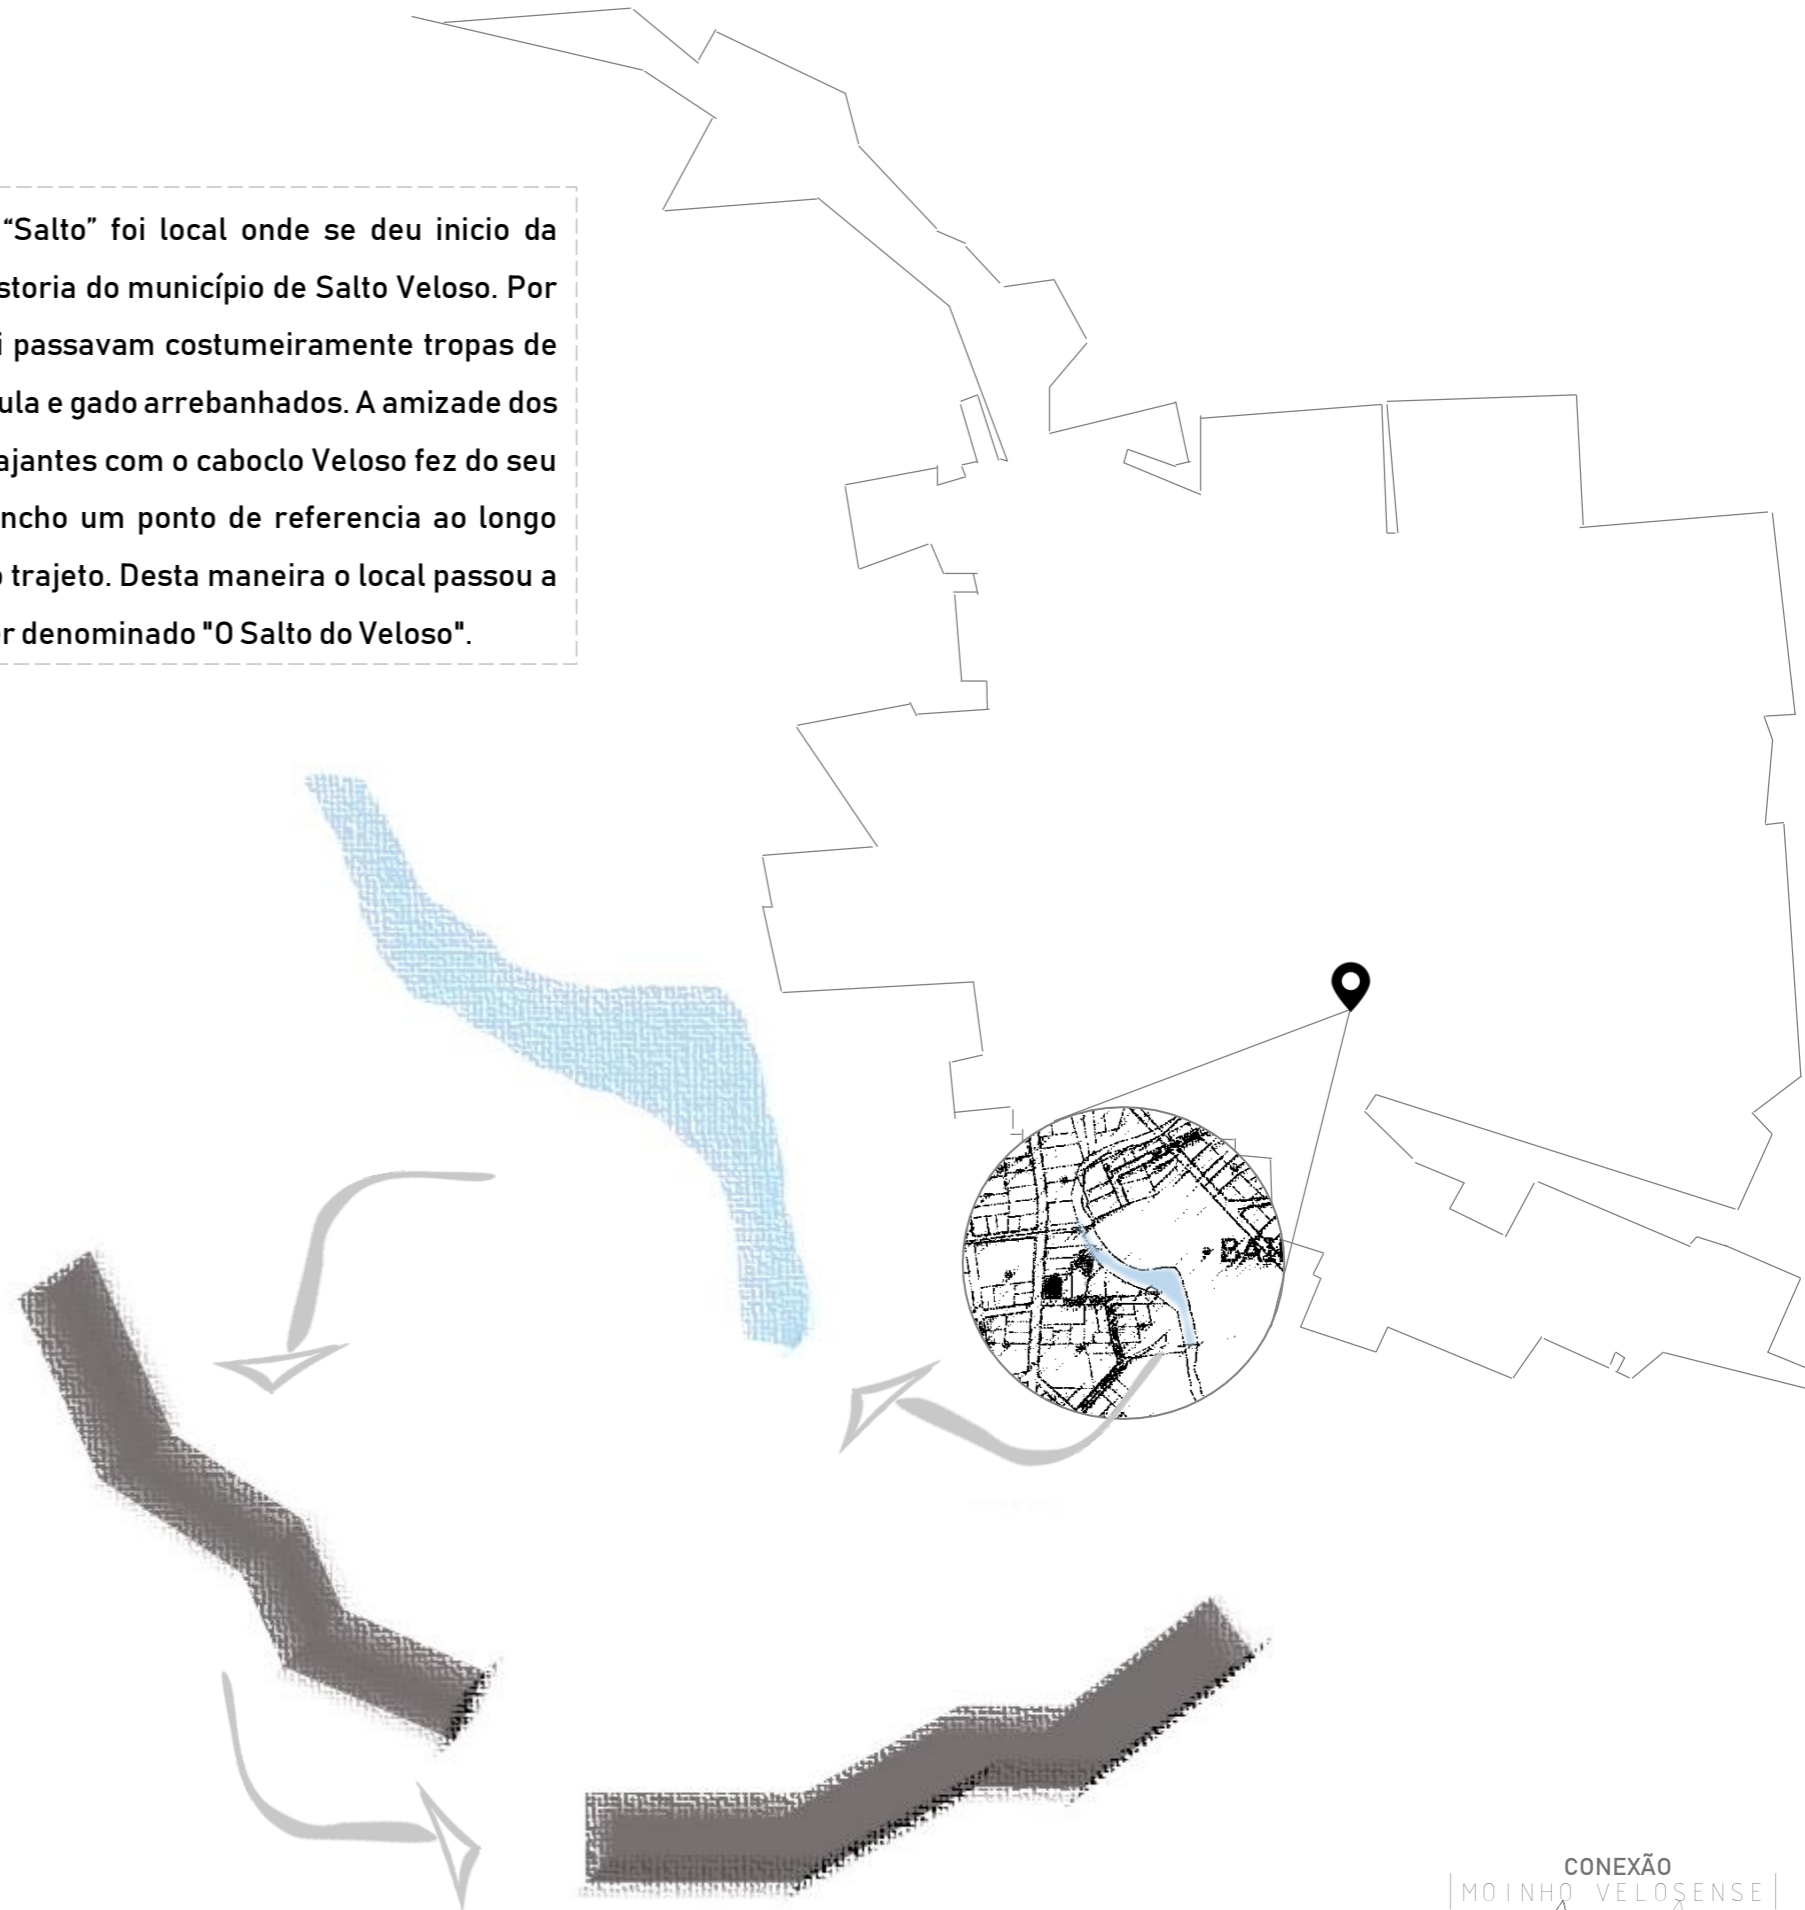 “Salto” foi local onde se deu inicio da
storia do município de Salto Veloso. Por
i passavam costumeiramente tropas de
ula e gado arrebanhados. A amizade dos
ajantes com o caboclo Veloso fez do seu
ncho um ponto de referencia ao longo
o trajeto. Desta maneira o local passou a
r denominado "O Salto do Veloso".
CONEXÃO
MOINHO VELOSENSE